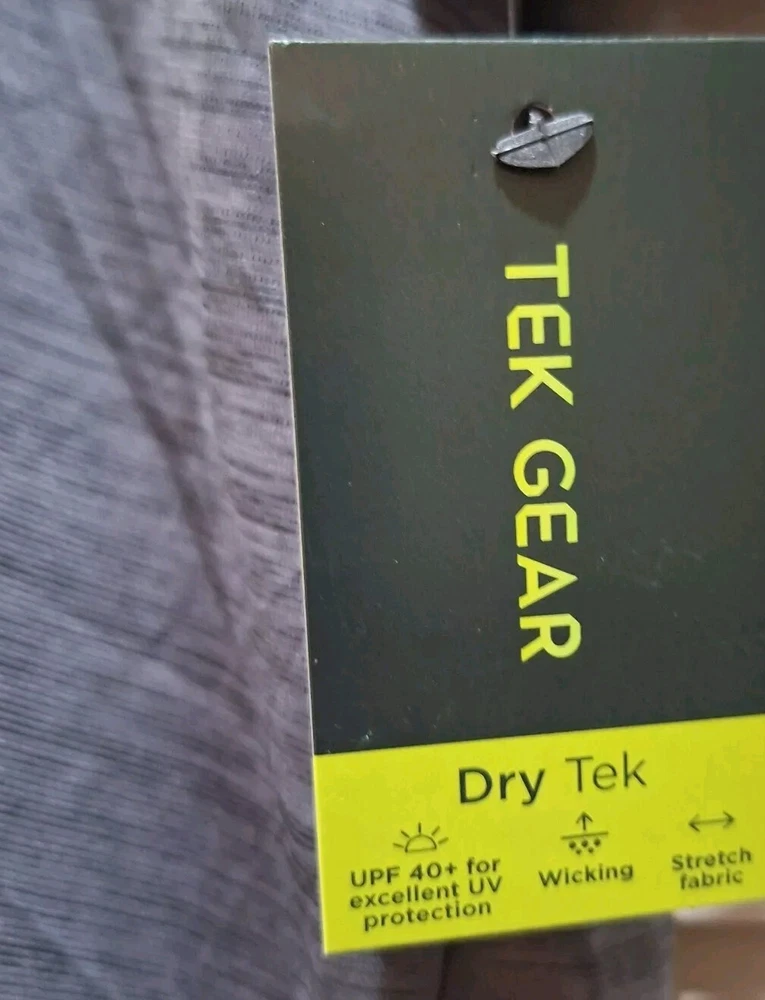 TEK GEAR
Dry Tek
UPF 40+ for
excellent UV
protection
Wicking
Stretch
fabric